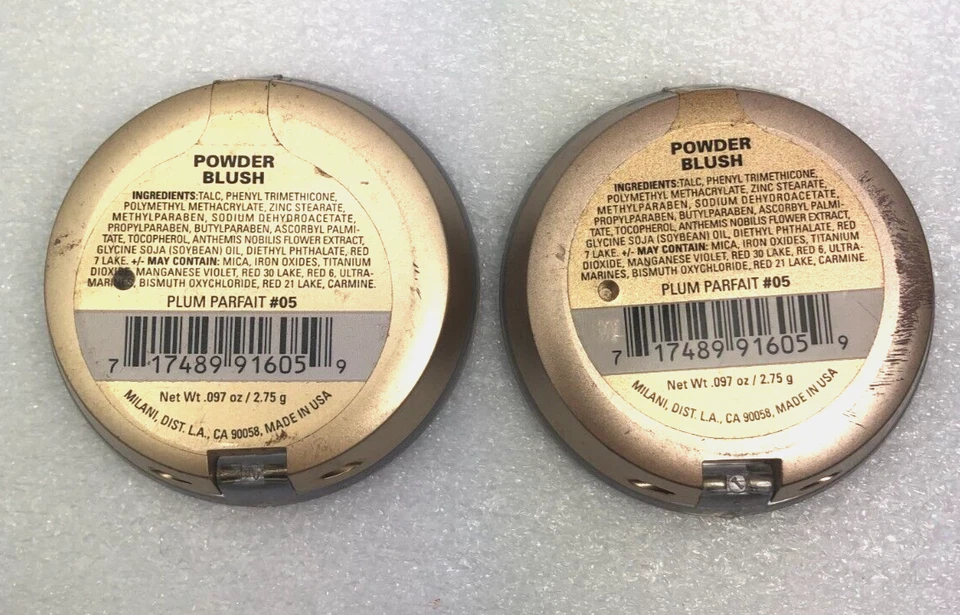 POWDER
BLUSH
INGREDIENTS:TALC, PHENYL TRIMETHICONE,
POLYMETHYL METHACRYLATE, ZINC STEARATE,
METHYLPARABEN, SODIUM DEHYDROACETATE,
PROPYLPARABEN, BUTYLPARABEN, ASCORBYL PALMI-
TATE, TOCOPHEROL, ANTHEMIS NOBILIS FLOWER EXTRACT,
GLYCINE SOJA (SOYBEAN) OIL, DIETHYL PHTHALATE, RED
7 LAKE. +/- MAY CONTAIN: MICA, IRON OXIDES, TITANIUM
DIOXIDE, MANGANESE VIOLET, RED 30 LAKE, RED 6, ULTRA-
MARINES, BISMUTH OXYCHLORIDE, RED 21 LAKE, CARMINE.
PLUM PARFAIT #05
7 17489 91605 9
Net Wt .097 oz / 2.75 g
MILANI, DIST. L.A., CA 90058, MADE IN USA
POWDER
BLUSH
INGREDIENTS:TALC, PHENYL TRIMETHICONE,
POLYMETHYL METHACRYLATE, ZINC STEARATE,
METHYLPARABEN, SODIUM DEHYDROACETATE,
PROPYLPARABEN, BUTYLPARABEN, ASCORBYL PALMI-
TATE, TOCOPHEROL, ANTHEMIS NOBILIS FLOWER EXTRACT,
GLYCINE SOJA (SOYBEAN) OIL, DIETHYL PHTHALATE, RED
7 LAKE. +/- MAY CONTAIN: MICA, IRON OXIDES, TITANIUM
DIOXIDE, MANGANESE VIOLET, RED 30 LAKE, RED 6, ULTRA-
MARINES, BISMUTH OXYCHLORIDE, RED 21 LAKE, CARMINE.
PLUM PARFAIT #05
7 17489 91605 9
Net Wt .097 oz / 2.75 g
MILANI, DIST. L.A., CA 90058, MADE IN USA